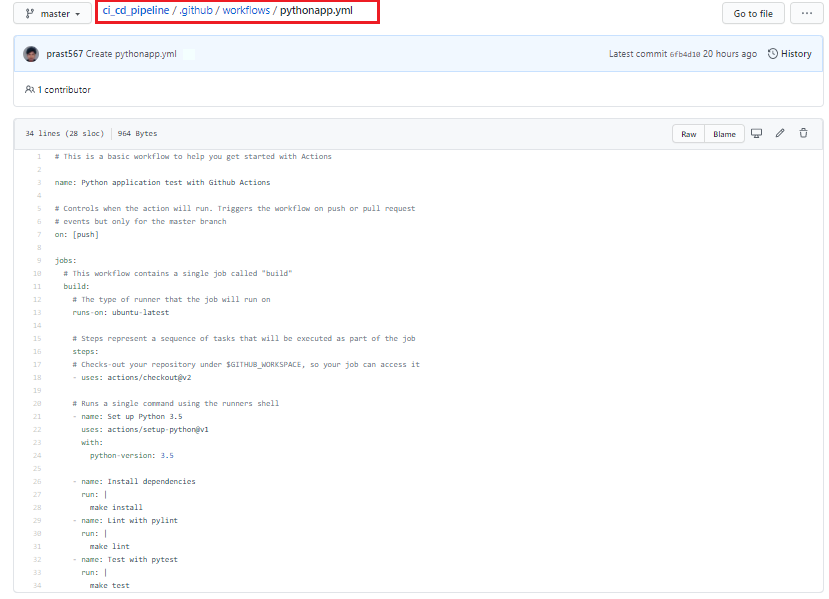 master
ci_cd_pipeline / .github / workflows / pythonapp.yml
Go to file
...
prast567 Create pythonapp.yml
Latest commit 6fb4d10 20 hours ago
History
1 contributor
34 lines (28 sloc) 964 Bytes
Raw
Blame
1 # This is a basic workflow to help you get started with Actions
2
3 name: Python application test with Github Actions
4
5 # Controls when the action will run. Triggers the workflow on push or pull request
6 # events but only for the master branch
7 on: [push]
8
9 jobs:
10 # This workflow contains a single job called "build"
11 build:
12 # The type of runner that the job will run on
13 runs-on: ubuntu-latest
14
15 # Steps represent a sequence of tasks that will be executed as part of the job
16 steps:
17 # Checks-out your repository under $GITHUB_WORKSPACE, so your job can access it
18 - uses: actions/checkout@v2
19
20 # Runs a single command using the runners shell
21 - name: Set up Python 3.5
22 uses: actions/setup-python@v1
23 with:
24 python-version: 3.5
25
26 - name: Install dependencies
27 run: |
28 make install
29 - name: Lint with pylint
30 run: |
31 make lint
32 - name: Test with pytest
33 run: |
34 make test